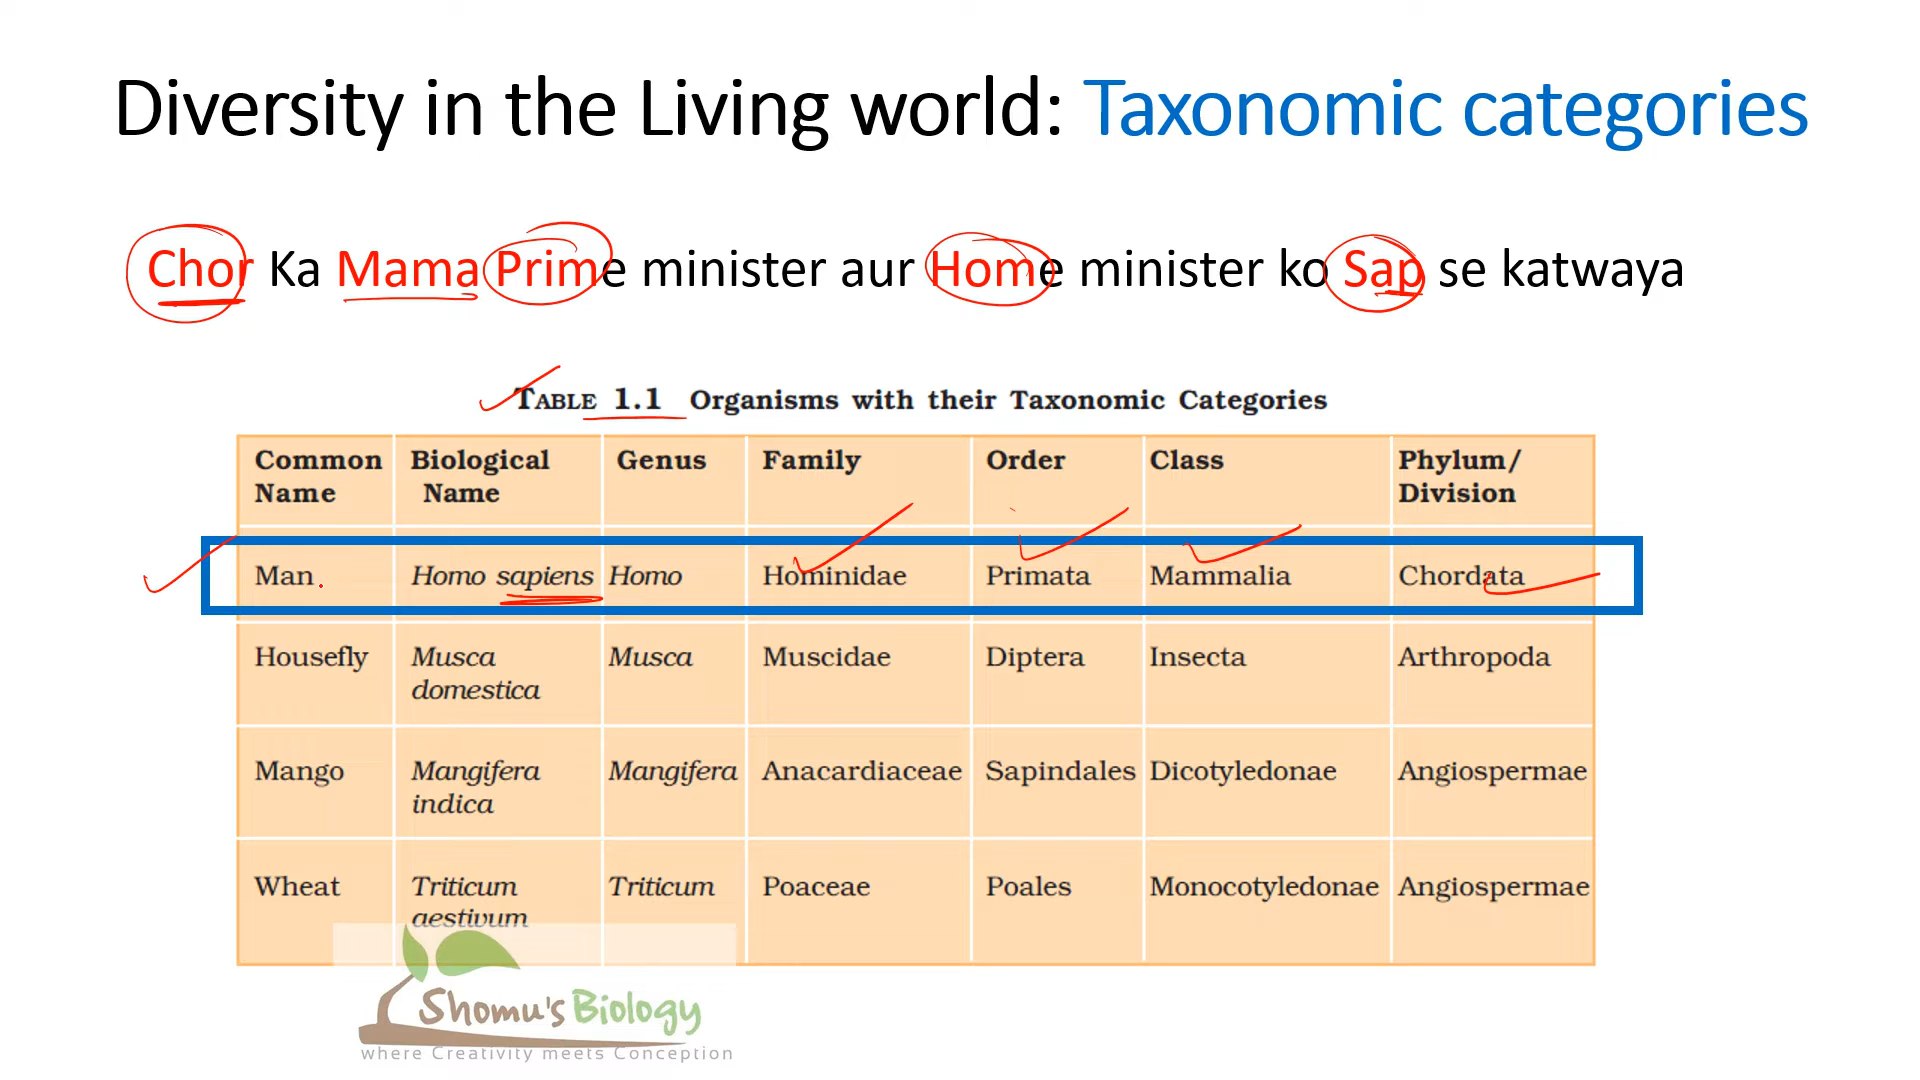 Diversity in the Living world: Taxonomic categories
Chor Ka Mama Prime minister aur Home minister ko Sap se katwaya
TABLE 1.1 Organisms with their Taxonomic Categories
Common Name Biological Name Genus Family Order Class Phylum/ Division
Man Homo sapiens Homo Hominidae Primata Mammalia Chordata
Housefly Musca domestica Musca Muscidae Diptera Insecta Arthropoda
Mango Mangifera indica Mangifera Anacardiaceae Sapindales Dicotyledonae Angiospermae
Wheat Triticum aestivum Triticum Poaceae Poales Monocotyledonae Angiospermae
Shomu's Biology
where Creativity meets Conception